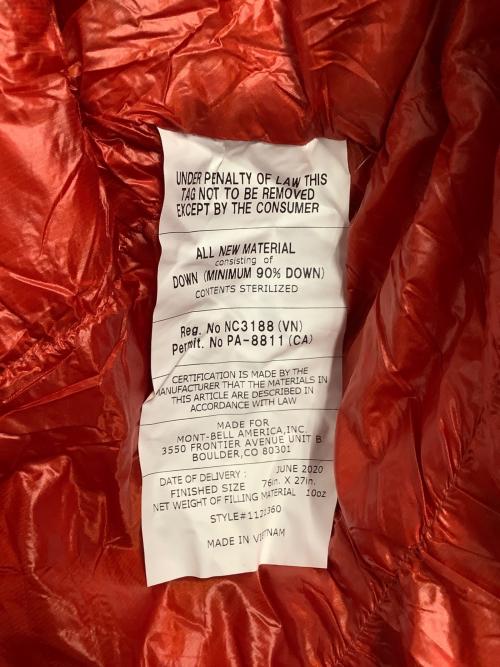 UNDER PENALTY OF LAW THIS
TAG NOT TO BE REMOVED
EXCEPT BY THE CONSUMER
ALL NEW MATERIAL
consisting of
DOWN (MINIMUM 90% DOWN)
CONTENTS STERILIZED
Reg. No NC3188 (VN)
Permit. No PA-8811 (CA)
CERTIFICATION IS MADE BY THE
MANUFACTURER THAT THE MATERIALS IN
THIS ARTICLE ARE DESCRIBED IN
ACCORDANCE WITH LAW
MADE FOR
MONT-BELL AMERICA,INC.
3550 FRONTIER AVENUE UNIT B
BOULDER,CO 80301
DATE OF DELIVERY : JUNE 2020
FINISHED SIZE 76in. X 27in.
NET WEIGHT OF FILLING MATERIAL 10oz
MADE IN VIETNAM